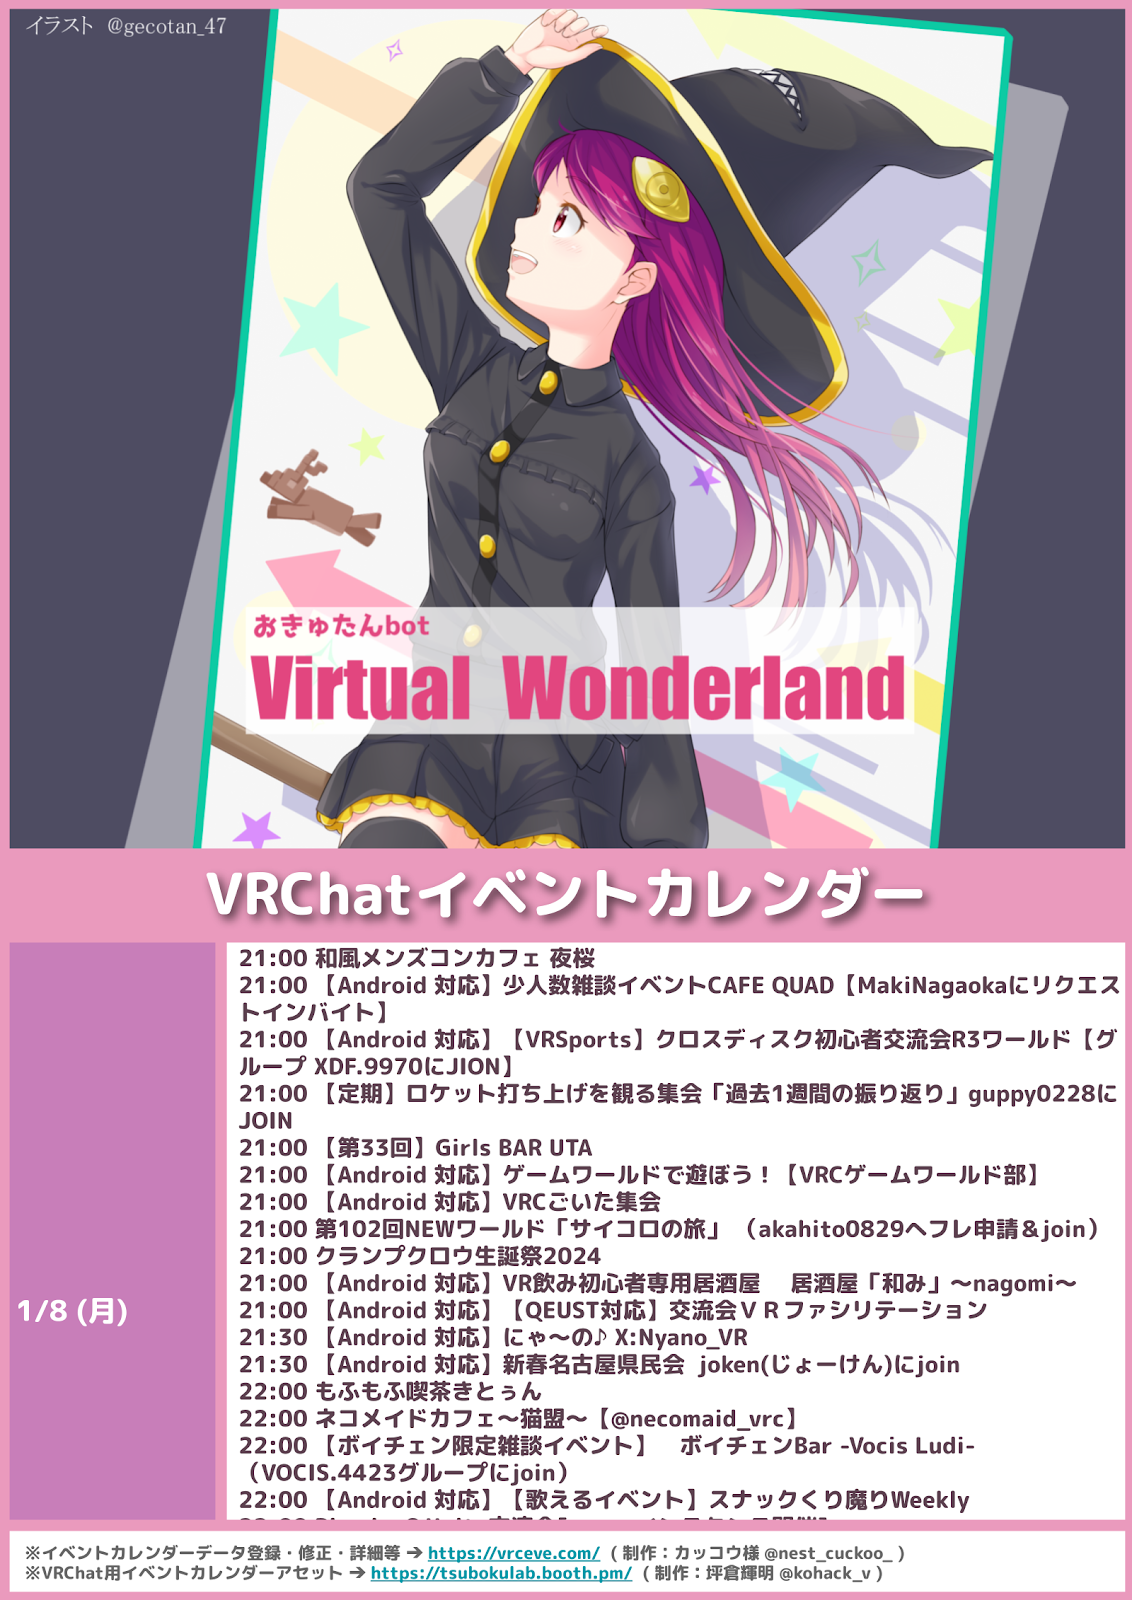 イラスト @gecotan_47
おきゅたんbot
Virtual Wonderland
VRChatイベントカレンダー
1/8 (月)
21:00 和風メンズコンカフェ 夜桜
21:00 【Android 対応】少人数雑談イベントCAFE QUAD【MakiNagaokaにリクエス
トインバイト】
21:00 【Android 対応】【VRSports】クロスディスク初心者交流会R3ワールド【グ
ループ XDF.9970にJION】
21:00 【定期】ロケット打ち上げを観る集会「過去1週間の振り返り」guppy0228に
JOIN
21:00 【第33回】Girls BAR UTA
21:00 【Android 対応】ゲームワールドで遊ぼう！【VRCゲームワールド部】
21:00 【Android 対応】VRCごいた集会
21:00 第102回NEWワールド「サイコロの旅」（akahito0829へフレ申請＆join）
21:00 クランプクロウ生誕祭2024
21:00 【Android 対応】VR飲み初心者専用居酒屋　居酒屋「和み」～nagomi～
21:00 【Android 対応】【QEUST対応】交流会ＶＲファシリテーション
21:30 【Android 対応】にゃ～の♪ X:Nyano_VR
21:30 【Android 対応】新春名古屋県民会 joken(じょーけん)にjoin
22:00 もふもふ喫茶きとぅん
22:00 ネコメイドカフェ～猫盟～【@necomaid_vrc】
22:00 【ボイチェン限定雑談イベント】　ボイチェンBar -Vocis Ludi-
（VOCIS.4423グループにjoin）
22:00 【Android 対応】【歌えるイベント】スナックくり魔りWeekly
※イベントカレンダーデータ登録・修正・詳細等 ➔ https://vrceve.com/ ( 制作：カッコウ様 @nest_cuckoo_ )
※VRChat用イベントカレンダーアセット ➔ https://tsubokulab.booth.pm/ ( 制作：坪倉輝明 @kohack_v )